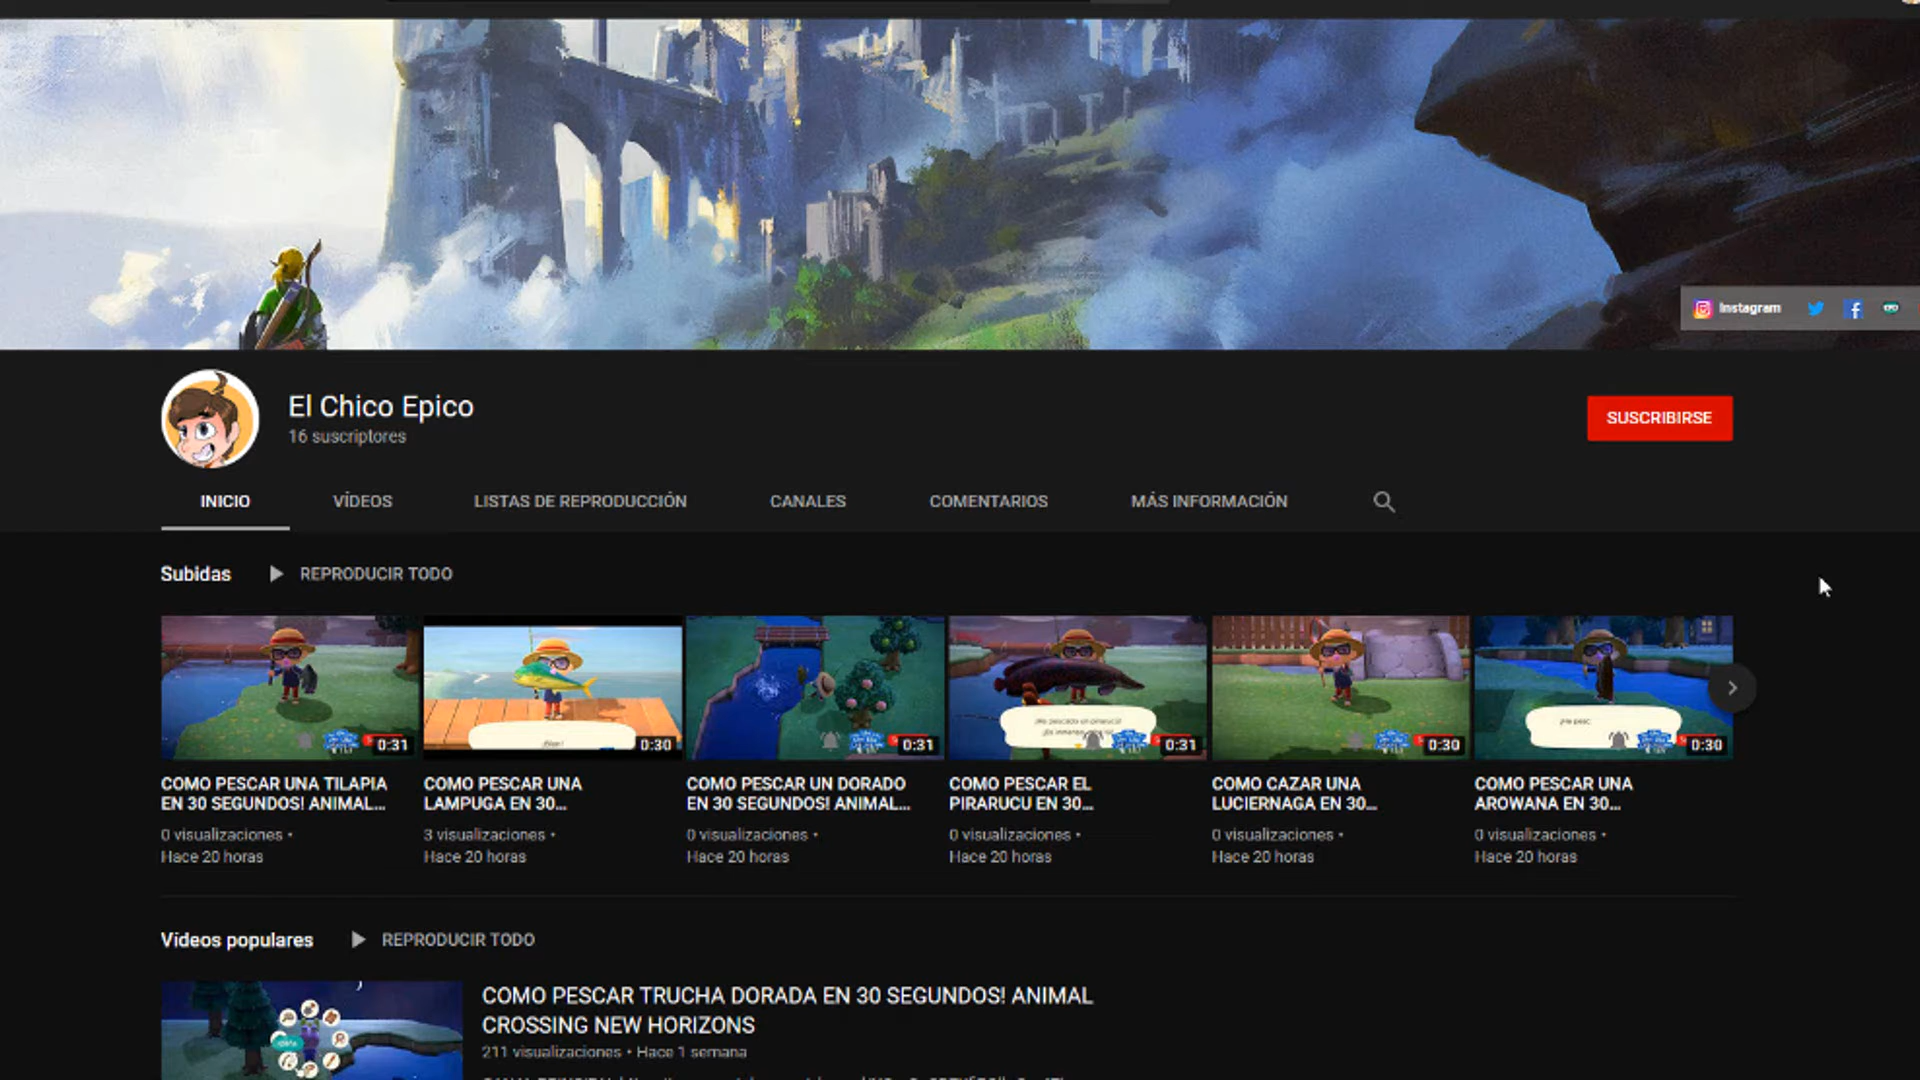 Instagram
El Chico Epico
16 suscriptores
SUSCRIBIRSE
INICIO
VÍDEOS
LISTAS DE REPRODUCCIÓN
CANALES
COMENTARIOS
MÁS INFORMACIÓN
Subidas
REPRODUCIR TODO
0:31
0:30
0:31
0:31
0:30
0:30
COMO PESCAR UNA TILAPIA
EN 30 SEGUNDOS! ANIMAL...
0 visualizaciones •
Hace 20 horas
COMO PESCAR UNA
LAMPUGA EN 30...
3 visualizaciones •
Hace 20 horas
COMO PESCAR UN DORADO
EN 30 SEGUNDOS! ANIMAL...
0 visualizaciones •
Hace 20 horas
COMO PESCAR EL
PIRARUCU EN 30...
0 visualizaciones •
Hace 20 horas
COMO CAZAR UNA
LUCIERNAGA EN 30...
0 visualizaciones •
Hace 20 horas
COMO PESCAR UNA
AROWANA EN 30...
0 visualizaciones •
Hace 20 horas
Vídeos populares
REPRODUCIR TODO
COMO PESCAR TRUCHA DORADA EN 30 SEGUNDOS! ANIMAL
CROSSING NEW HORIZONS
211 visualizaciones • Hace 1 semana